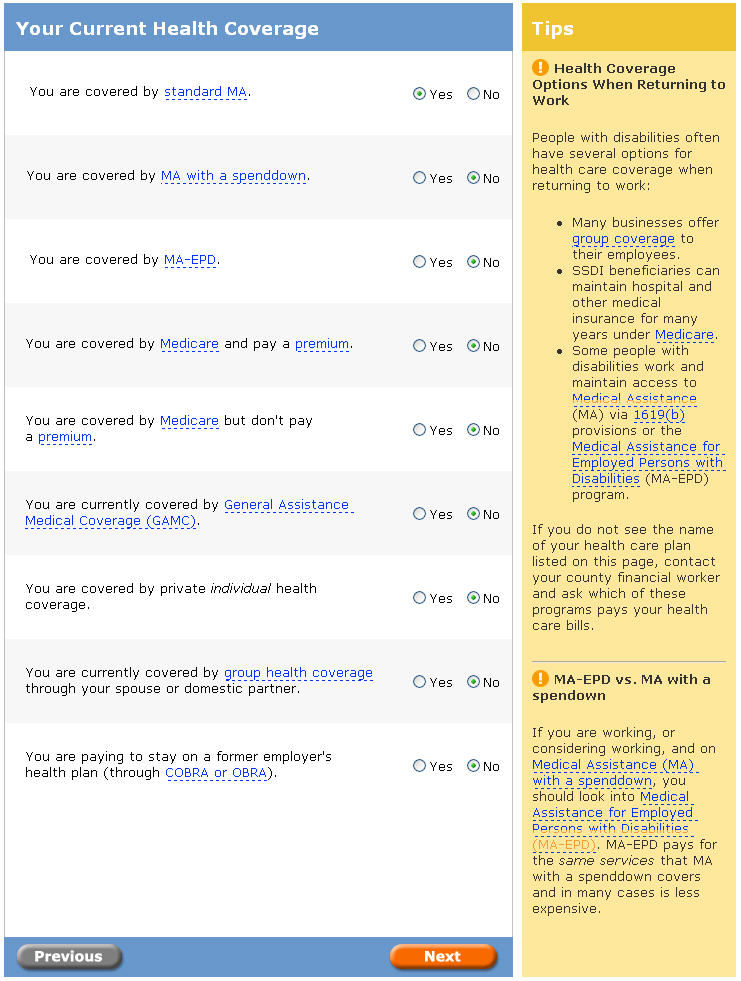 Your Current Health Coverage
You are covered by standard MA.
Yes No
You are covered by MA with a spenddown.
Yes No
You are covered by MA-EPD.
Yes No
You are covered by Medicare and pay a premium.
Yes No
You are covered by Medicare but don't pay
a premium.
Yes No
You are currently covered by General Assistance
Medical Coverage (GAMC).
Yes No
You are covered by private individual health
coverage.
Yes No
You are currently covered by group health coverage
through your spouse or domestic partner.
Yes No
You are paying to stay on a former employer's
health plan (through COBRA or OBRA).
Yes No
Previous
Next
Tips
! Health Coverage
Options When Returning to
Work
People with disabilities often
have several options for
health care coverage when
returning to work:
• Many businesses offer
group coverage to
their employees.
• SSDI beneficiaries can
maintain hospital and
other medical
insurance for many
years under Medicare.
• Some people with
disabilities work and
maintain access to
Medical Assistance
(MA) via 1619(b)
provisions or the
Medical Assistance for
Employed Persons with
Disabilities (MA-EPD)
program.
If you do not see the name
of your health care plan
listed on this page, contact
your county financial worker
and ask which of these
programs pays your health
care bills.
! MA-EPD vs. MA with a
spendown
If you are working, or
considering working, and on
Medical Assistance (MA)
with a spenddown, you
should look into Medical
Assistance for Employed
Persons with Disabilities
(MA-EPD). MA-EPD pays for
the same services that MA
with a spenddown covers
and in many cases is less
expensive.